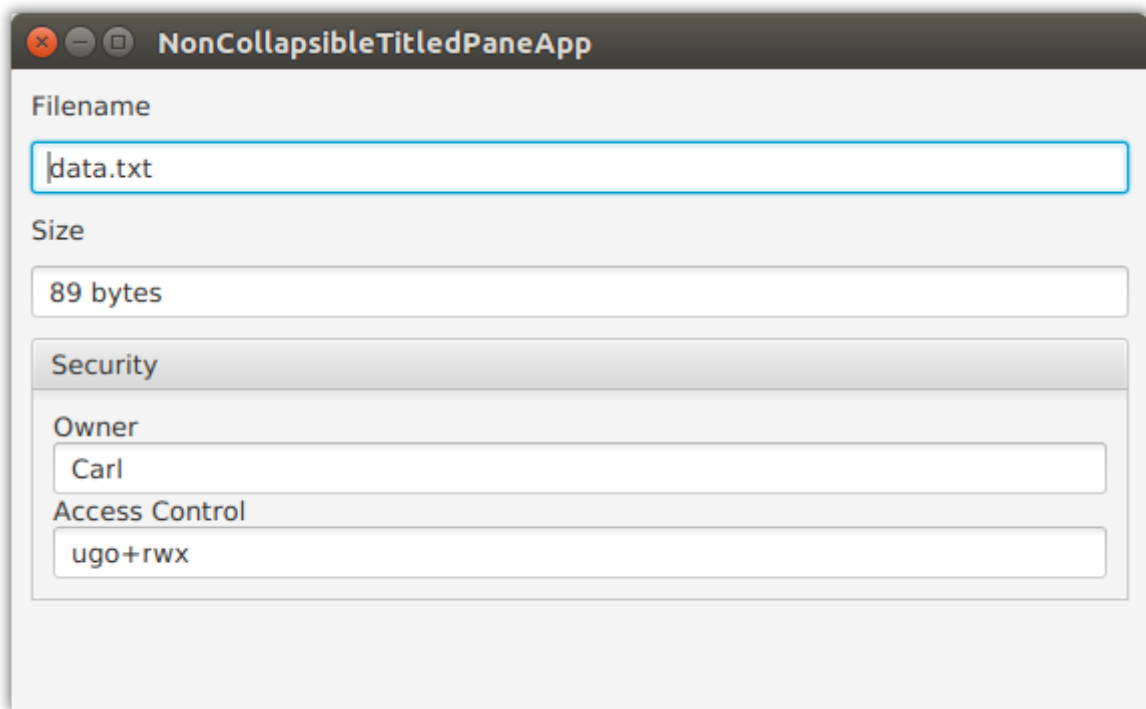 NonCollapsibleTitledPaneApp
Filename
data.txt
Size
89 bytes
Security
Owner
Carl
Access Control
ugo+rwx